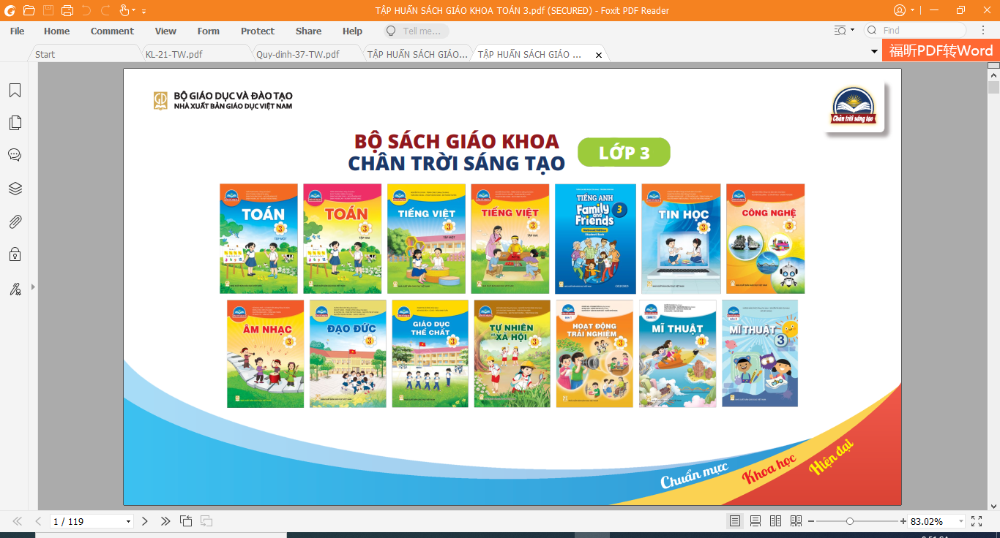 TẬP HUẤN SÁCH GIÁO KHOA TOÁN 3.pdf (SECURED) - Foxit PDF Reader
File Home Comment View Form Protect Share Help Tell me... Find
Start KL-21-TW.pdf Quy-dinh-37-TW.pdf TẬP HUẤN SÁCH GIÁO... TẬP HUẤN SÁCH GIÁO ... 福昕PDF转Word
BỘ GIÁO DỤC VÀ ĐÀO TẠO
NHÀ XUẤT BẢN GIÁO DỤC VIỆT NAM
Chân trời sáng tạo
BỘ SÁCH GIÁO KHOA
CHÂN TRỜI SÁNG TẠO
LỚP 3
TOÁN
3
TẬP MỘT
TOÁN
3
TẬP HAI
TIẾNG VIỆT
3
TẬP MỘT
TIẾNG VIỆT
3
TẬP HAI
TIẾNG ANH
Family and Friends
3
National Edition
Student Book
OXFORD
TIN HỌC
3
CÔNG NGHỆ
3
ÂM NHẠC
3
ĐẠO ĐỨC
3
GIÁO DỤC
THỂ CHẤT
3
TỰ NHIÊN
VÀ XÃ HỘI
3
HOẠT ĐỘNG
TRẢI NGHIỆM
3
MĨ THUẬT
3
MĨ THUẬT
3
Chuẩn mực
Khoa học
Hiện đại
1 / 119
83.02%